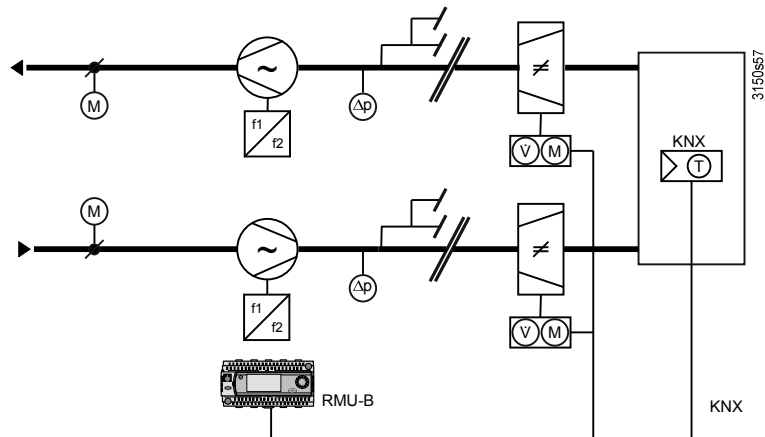 3150s57
M
~
f1
f2
Δp
≠
V̇ M
KNX
T
M
~
f1
f2
Δp
≠
V̇ M
RMU-B
KNX